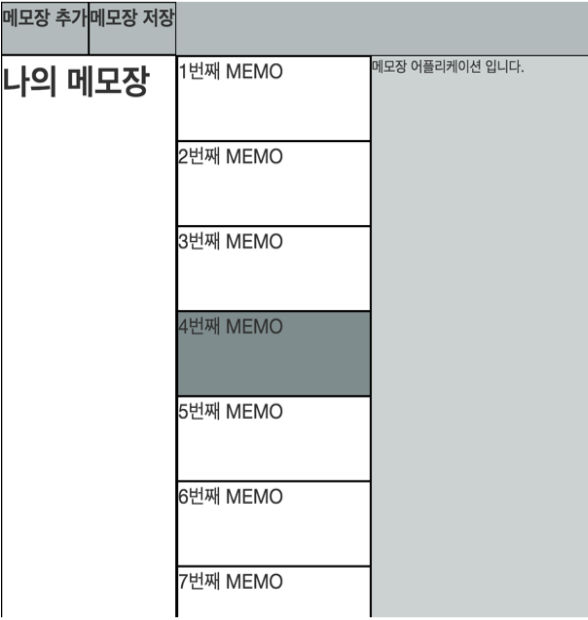 메모장 추가 메모장 저장
나의 메모장
1번째 MEMO
2번째 MEMO
3번째 MEMO
4번째 MEMO
5번째 MEMO
6번째 MEMO
7번째 MEMO
메모장 어플리케이션 입니다.